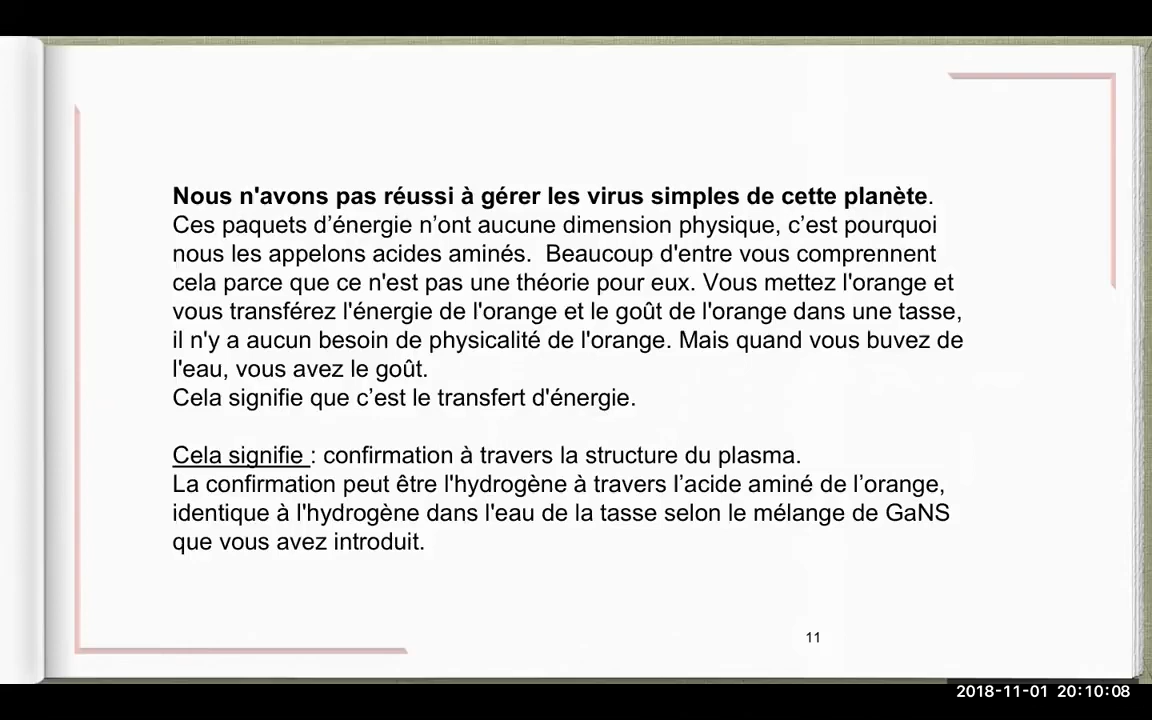 Nous n'avons pas réussi à gérer les virus simples de cette planète.
Ces paquets d’énergie n’ont aucune dimension physique, c’est pourquoi
nous les appelons acides aminés.  Beaucoup d'entre vous comprennent
cela parce que ce n'est pas une théorie pour eux. Vous mettez l'orange et
vous transférez l'énergie de l'orange et le goût de l'orange dans une tasse,
il n'y a aucun besoin de physicalité de l'orange. Mais quand vous buvez de
l'eau, vous avez le goût.
Cela signifie que c’est le transfert d'énergie.
Cela signifie : confirmation à travers la structure du plasma.
La confirmation peut être l'hydrogène à travers l’acide aminé de l’orange,
identique à l'hydrogène dans l'eau de la tasse selon le mélange de GaNS
que vous avez introduit.
11
2018-11-01 20:10:08